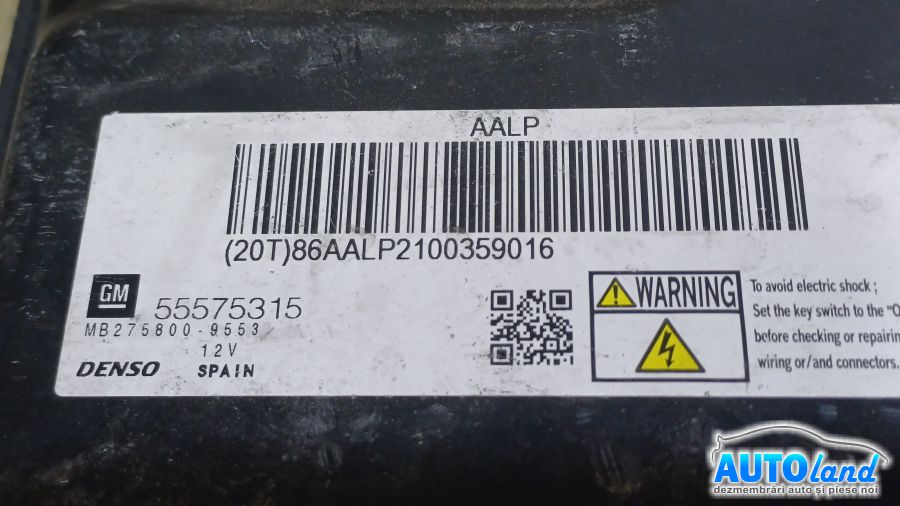 AALP
(20T)86AALP2100359016
GM 55575315
MB275800-9553
12V
DENSO SPAIN
WARNING
To avoid electric shock ;
Set the key switch to the "O
before checking or repairin
wiring or/and connectors.
AUTOland
dezmembrări auto și piese noi